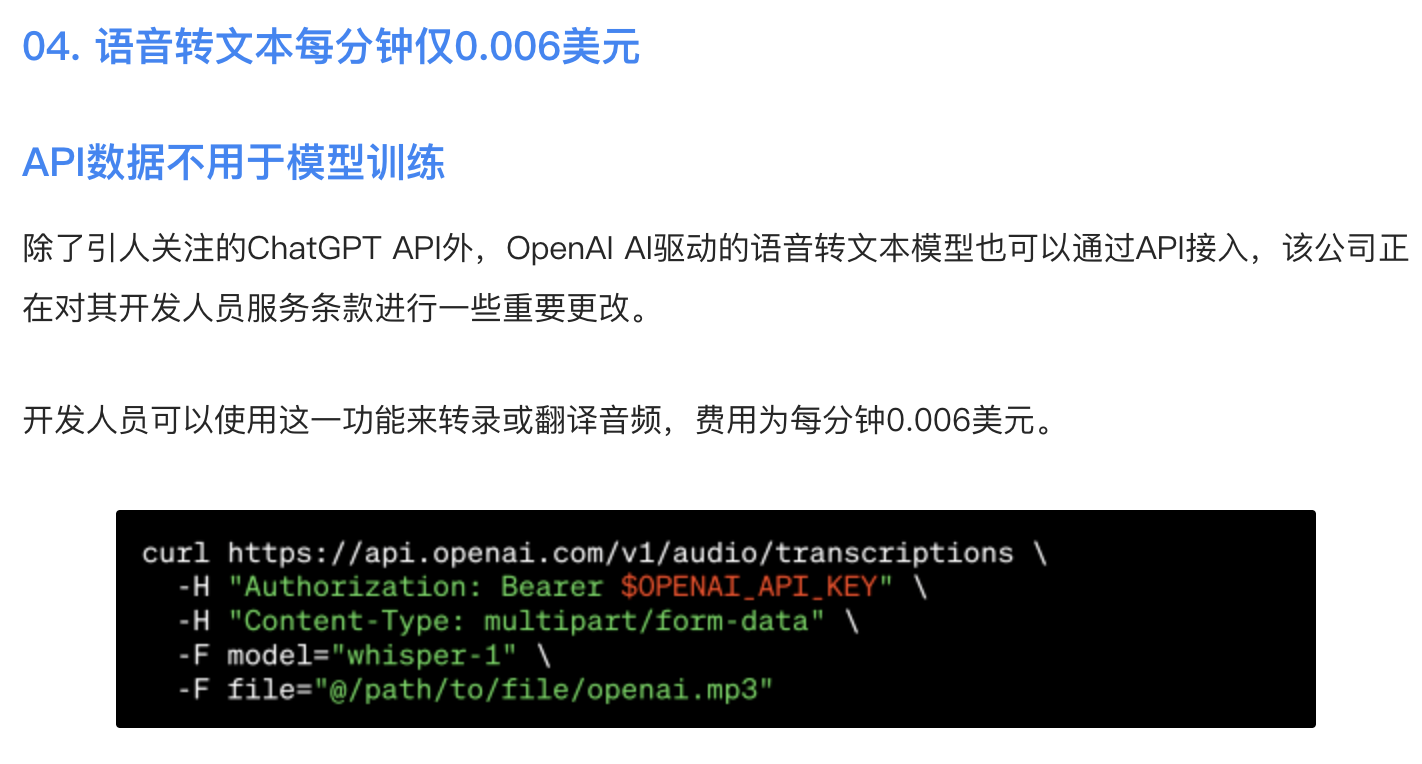 04. 语音转文本每分钟仅0.006美元
API数据不用于模型训练
除了引人关注的ChatGPT API外，OpenAI AI驱动的语音转文本模型也可以通过API接入，该公司正
在对其开发人员服务条款进行一些重要更改。
开发人员可以使用这一功能来转录或翻译音频，费用为每分钟0.006美元。
curl https://api.openai.com/v1/audio/transcriptions \
  -H "Authorization: Bearer $OPENAI_API_KEY" \
  -H "Content-Type: multipart/form-data" \
  -F model="whisper-1" \
  -F file="@/path/to/file/openai.mp3"